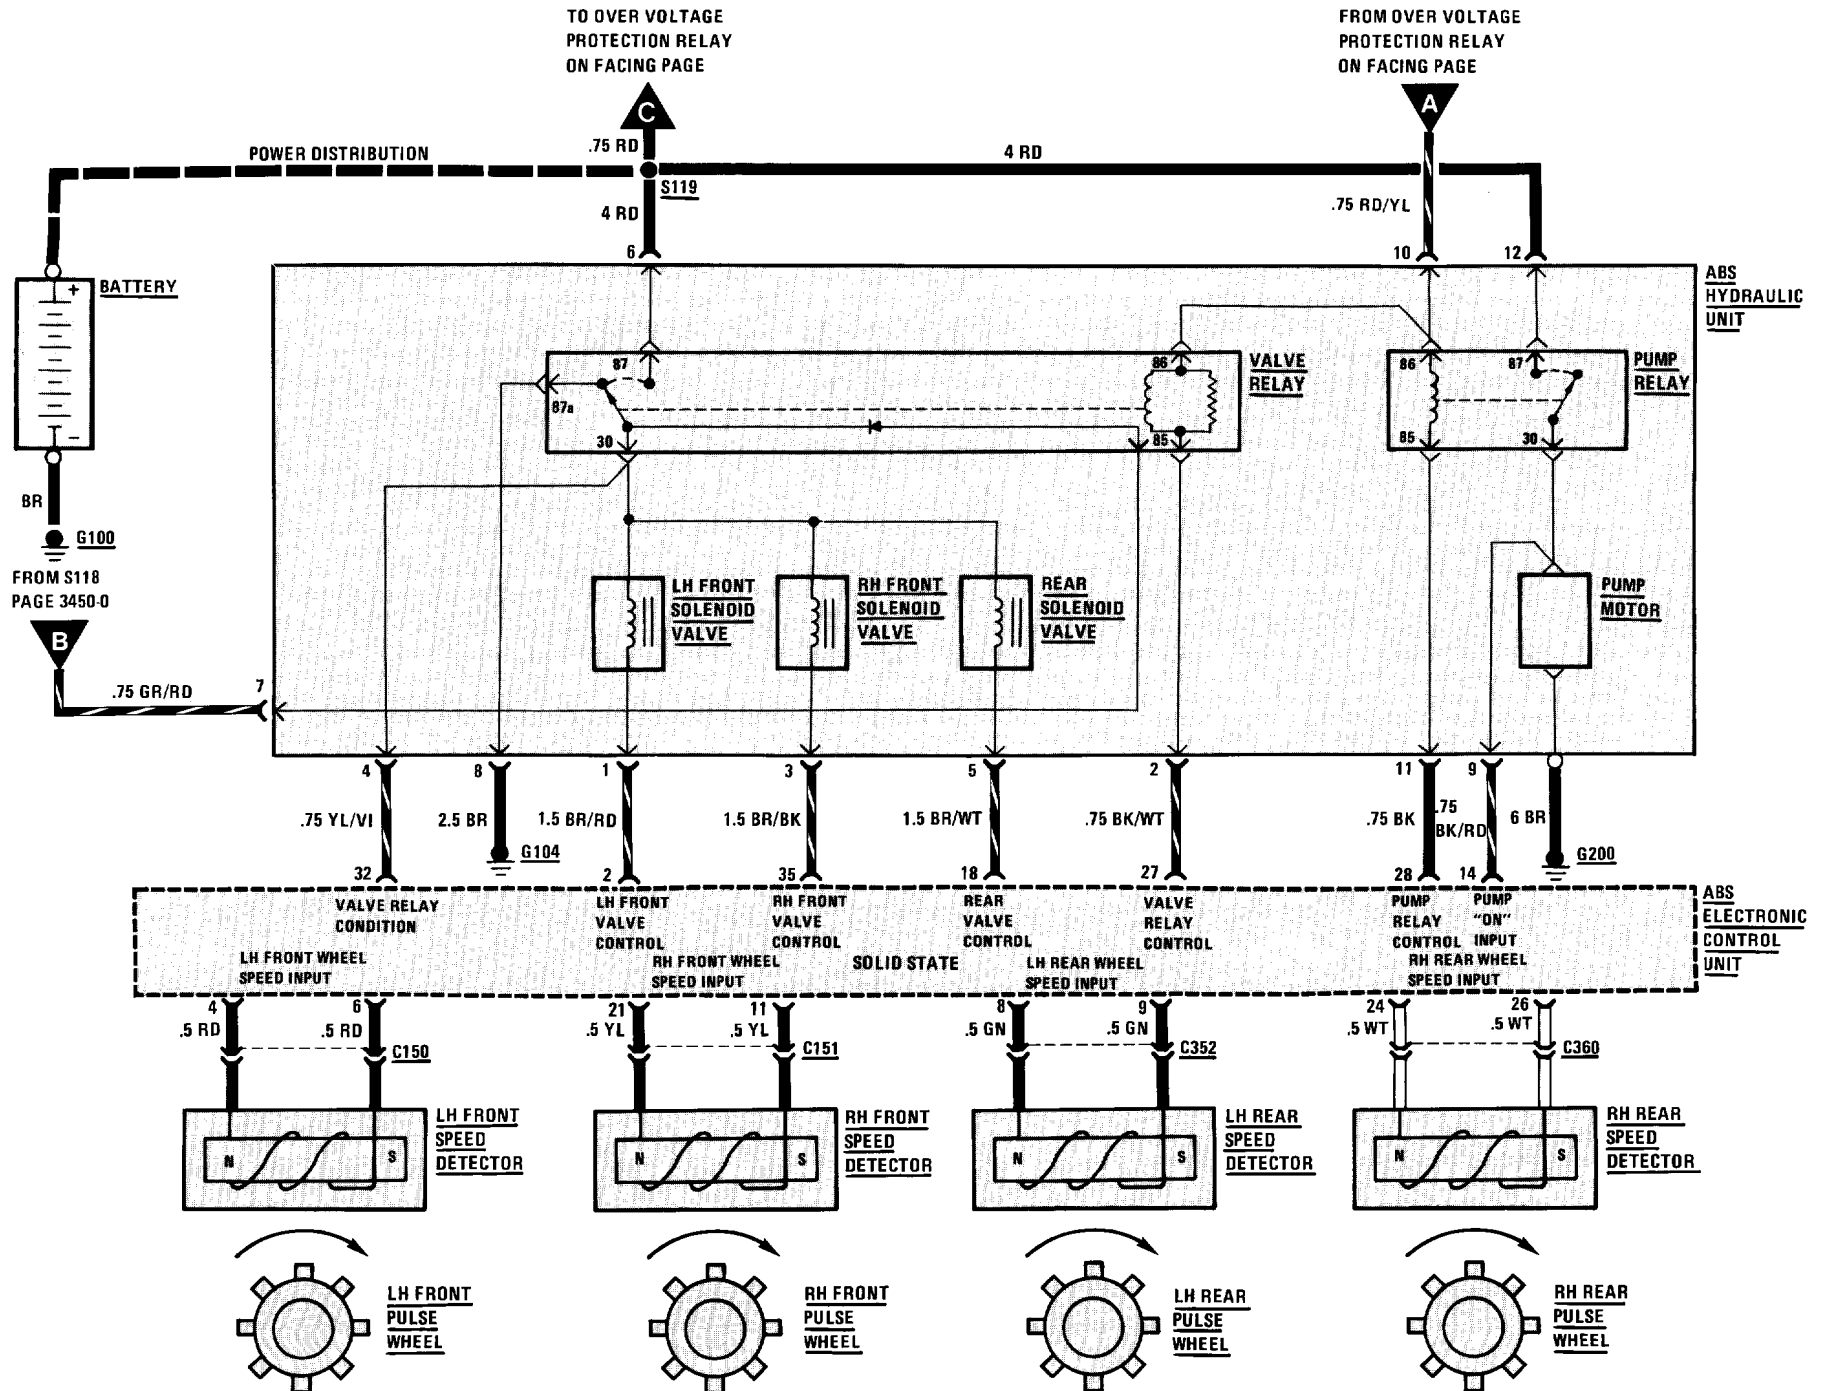 TO OVER VOLTAGE
PROTECTION RELAY
ON FACING PAGE
FROM OVER VOLTAGE
PROTECTION RELAY
ON FACING PAGE
C
A
.75 RD
POWER DISTRIBUTION
4 RD
S119
4 RD
.75 RD/YL
6
10
12
BATTERY
+
−
ABS
HYDRAULIC
UNIT
87
86
VALVE
RELAY
86
87
PUMP
RELAY
87a
30
85
85
30
BR
G100
FROM S118
PAGE 3450-0
B
LH FRONT
SOLENOID
VALVE
RH FRONT
SOLENOID
VALVE
REAR
SOLENOID
VALVE
PUMP
MOTOR
.75 GR/RD
7
4
8
1
3
5
2
11
9
.75 YL/VI
2.5 BR
1.5 BR/RD
1.5 BR/BK
1.5 BR/WT
.75 BK/WT
.75 BK
.75
BK/RD
6 BR
G104
G200
32
2
35
18
27
28
14
VALVE RELAY
CONDITION
LH FRONT
VALVE
CONTROL
RH FRONT
VALVE
CONTROL
REAR
VALVE
CONTROL
VALVE
RELAY
CONTROL
PUMP
RELAY
CONTROL
PUMP
"ON"
INPUT
ABS
ELECTRONIC
CONTROL
UNIT
LH FRONT WHEEL
SPEED INPUT
RH FRONT WHEEL
SPEED INPUT
SOLID STATE
LH REAR WHEEL
SPEED INPUT
RH REAR WHEEL
SPEED INPUT
4
6
21
11
8
9
24
26
.5 RD
.5 RD
.5 YL
.5 YL
.5 GN
.5 GN
.5 WT
.5 WT
C150
C151
C352
C360
LH FRONT
SPEED
DETECTOR
RH FRONT
SPEED
DETECTOR
LH REAR
SPEED
DETECTOR
RH REAR
SPEED
DETECTOR
N
S
N
S
N
S
N
S
LH FRONT
PULSE
WHEEL
RH FRONT
PULSE
WHEEL
LH REAR
PULSE
WHEEL
RH REAR
PULSE
WHEEL